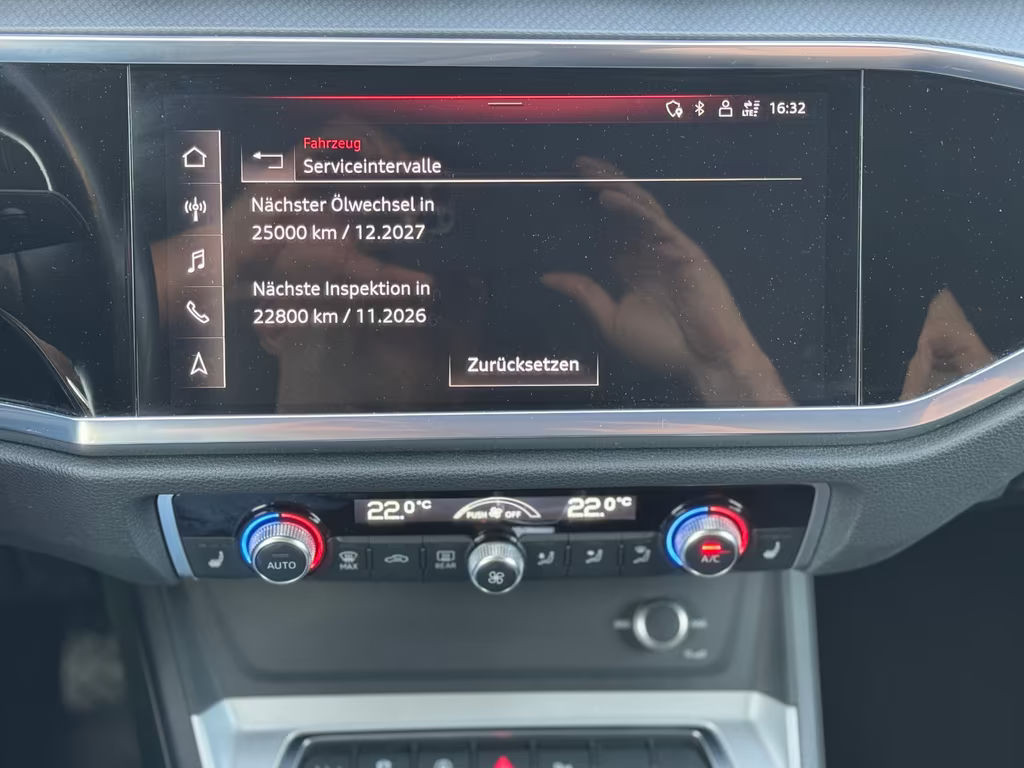 LTE
16:32
Fahrzeug
Serviceintervalle
Nächster Ölwechsel in
25000 km / 12.2027
Nächste Inspektion in
22800 km / 11.2026
Zurücksetzen
22.0°C
PUSH OFF
22.0°C
AUTO
MAX
REAR
A/C